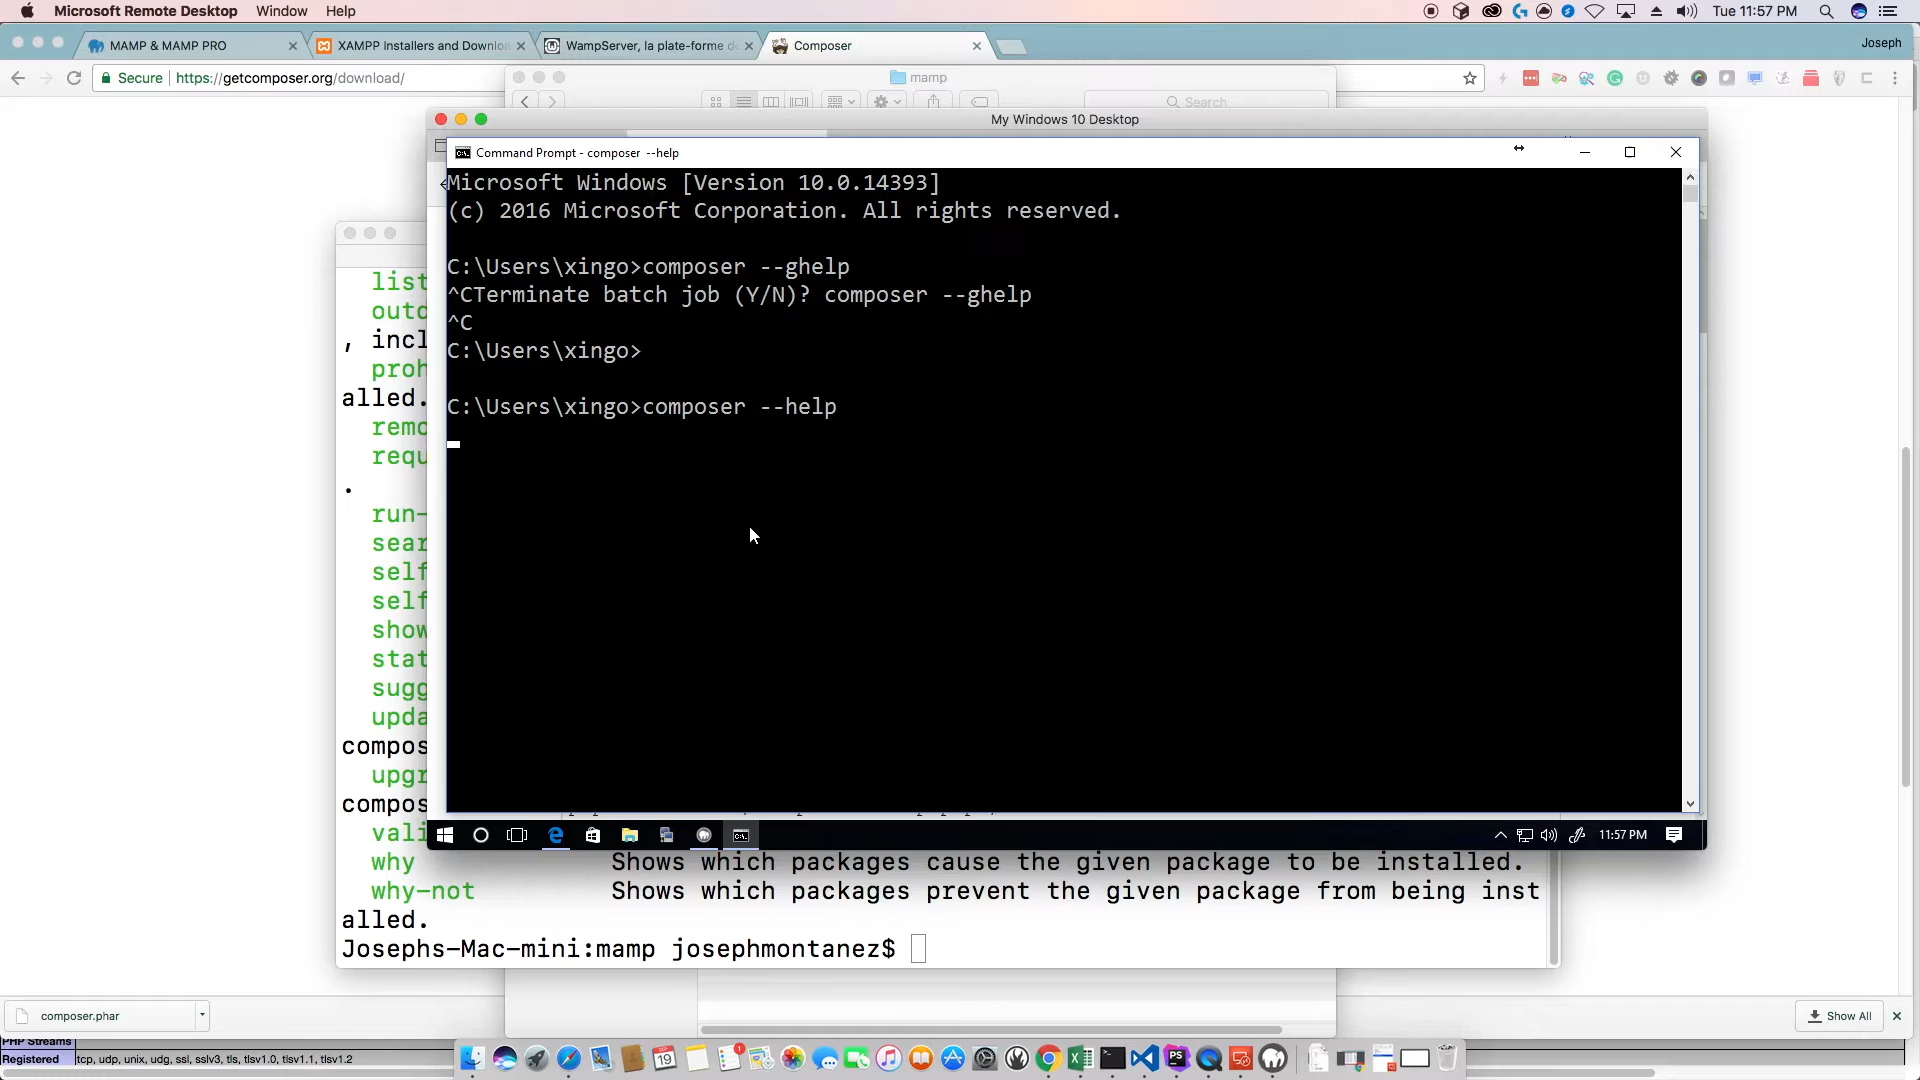 Microsoft Remote Desktop Window Help
Tue 11:57 PM
MAMP & MAMP PRO
XAMPP Installers and Downlo
WampServer, la plate-forme d
Composer
Joseph
Secure https://getcomposer.org/download/
mamp
Search
My Windows 10 Desktop
Command Prompt - composer --help
Microsoft Windows [Version 10.0.14393]
(c) 2016 Microsoft Corporation. All rights reserved.
C:\Users\xingo>composer --ghelp
^CTerminate batch job (Y/N)? composer --ghelp
^C
C:\Users\xingo>
C:\Users\xingo>composer --help
list
outd
, incl
proh
alled.
remo
requ
.
run-
sear
self
self
show
stat
sugg
upda
compos
upgr
compos
vali
11:57 PM
why Shows which packages cause the given package to be installed.
why-not Shows which packages prevent the given package from being inst
alled.
Josephs-Mac-mini:mamp josephmontanez$
composer.phar
Show All
PHP Streams
Registered tcp, udp, unix, udg, ssl, sslv3, tls, tlsv1.0, tlsv1.1, tlsv1.2